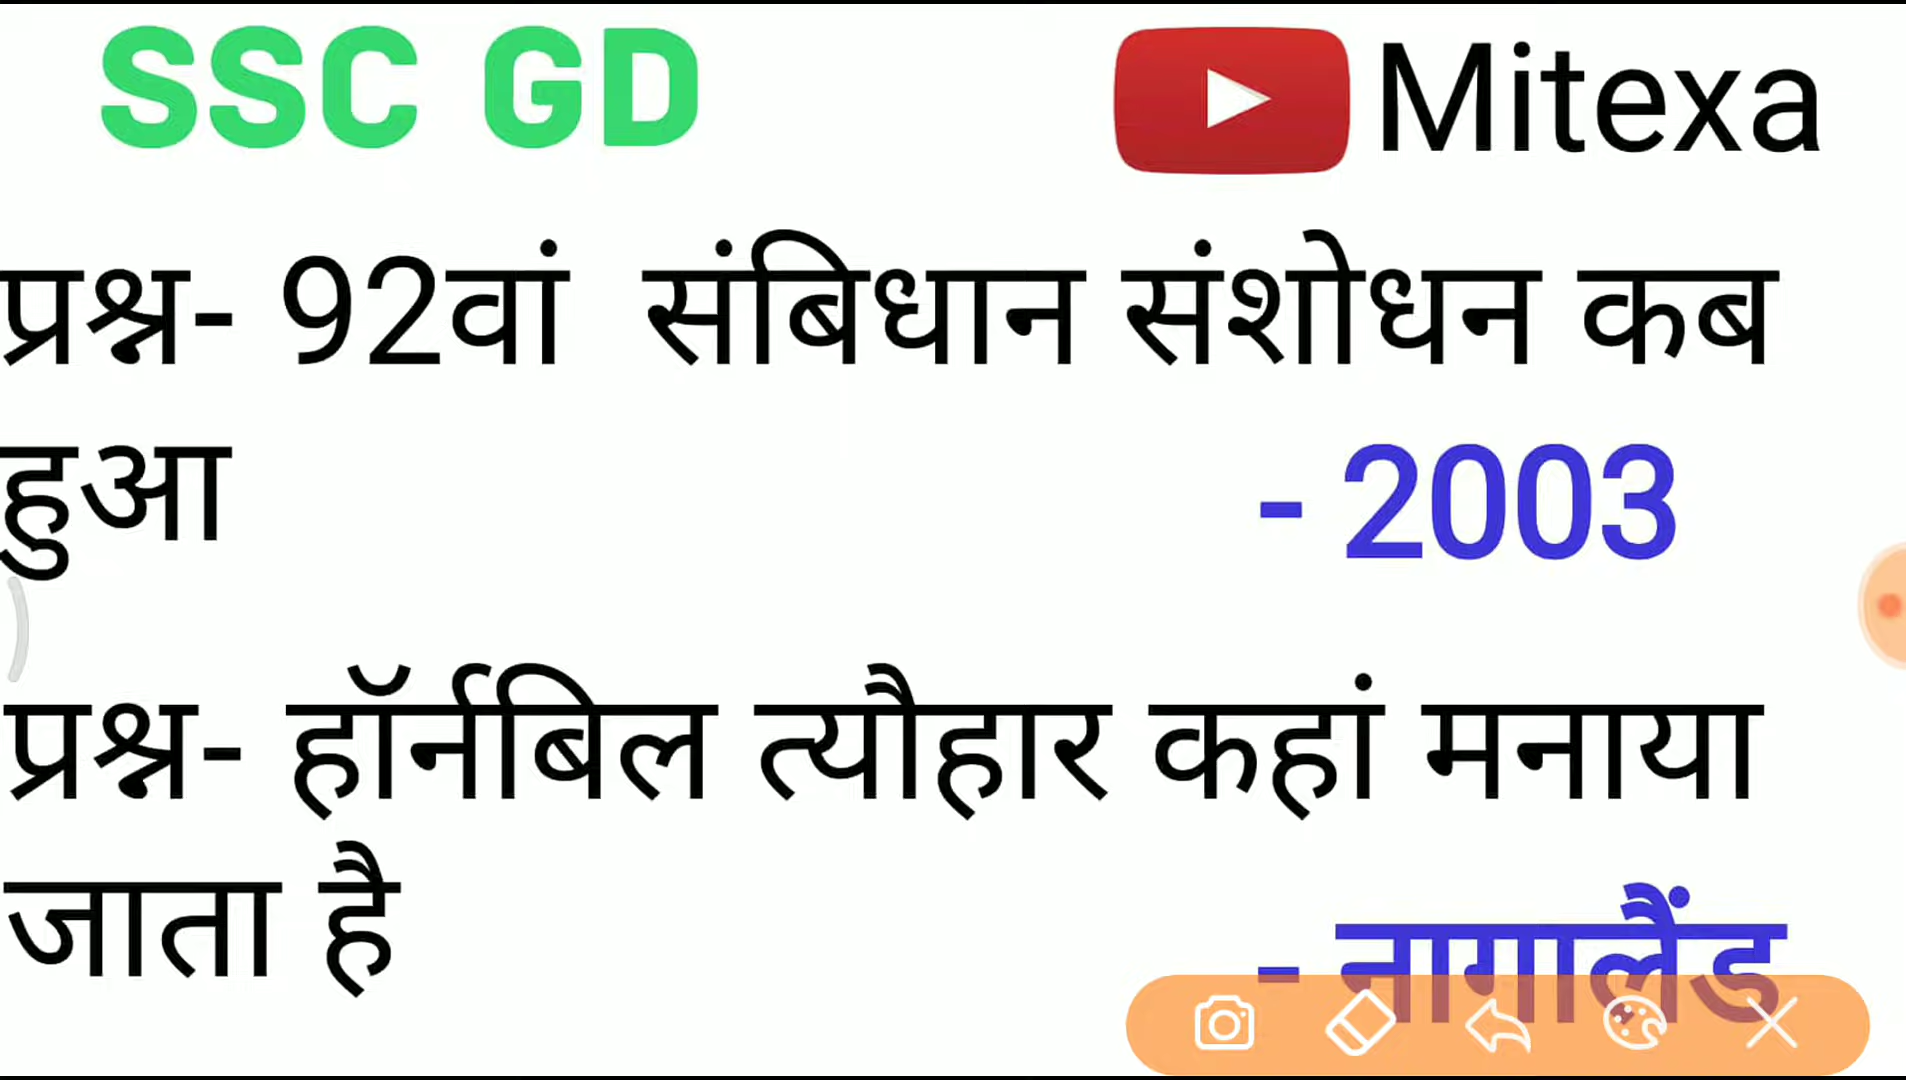 SSC GD
Mitexa
प्रश्न- 92वां संबिधान संशोधन कब
हुआ
- 2003
प्रश्न- हॉर्नबिल त्यौहार कहां मनाया
जाता है
- नागालैंड